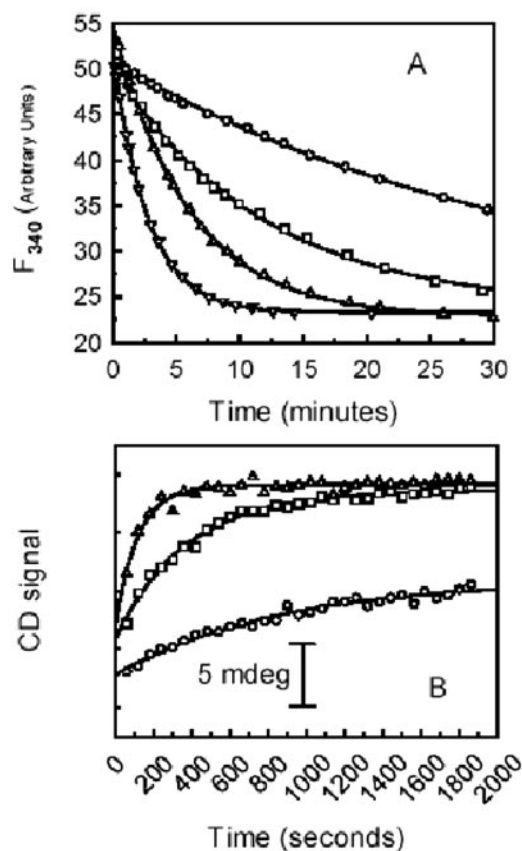 A
55
50
45
40
35
30
25
20
F340 (Arbitrary Units)
0 5 10 15 20 25 30
Time (minutes)
CD signal
5 mdeg
B
0 200 400 600 800 1000 1200 1400 1600 1800 2000
Time (seconds)